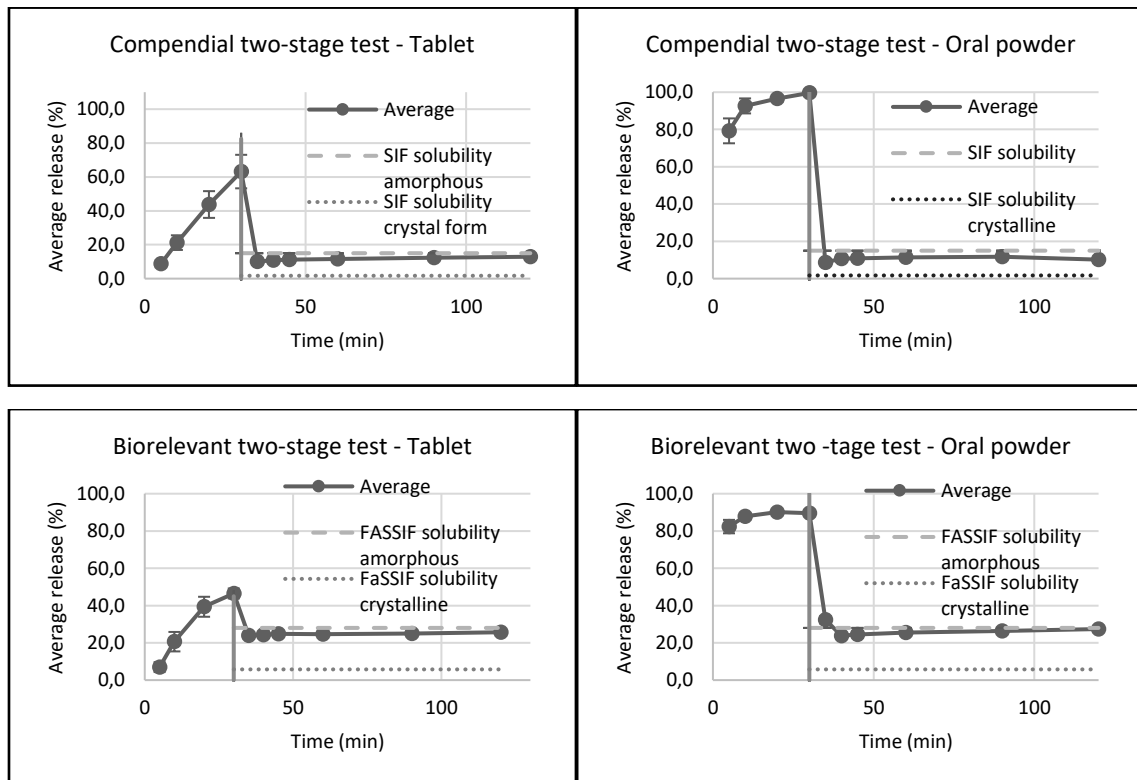 Compendial two-stage test - Tablet
Average release (%)
100,0
80,0
60,0
40,0
20,0
0,0
Average
SIF solubility
amorphous
SIF solubility
crystal form
0
50
100
Time (min)
Compendial two-stage test - Oral powder
Average release (%)
100,0
80,0
60,0
40,0
20,0
0,0
Average
SIF solubility
SIF solubility
crystalline
0
50
100
Time (min)
Biorelevant two-stage test - Tablet
Average release (%)
100,0
80,0
60,0
40,0
20,0
0,0
Average
FASSIF solubility
amorphous
FaSSIF solubility
crystalline
0
50
100
Time (min)
Biorelevant two -tage test - Oral powder
Average release (%)
100,0
80,0
60,0
40,0
20,0
0,0
Average
FASSIF solubility
amorphous
FaSSIF solubility
crystalline
0
50
100
Time (min)